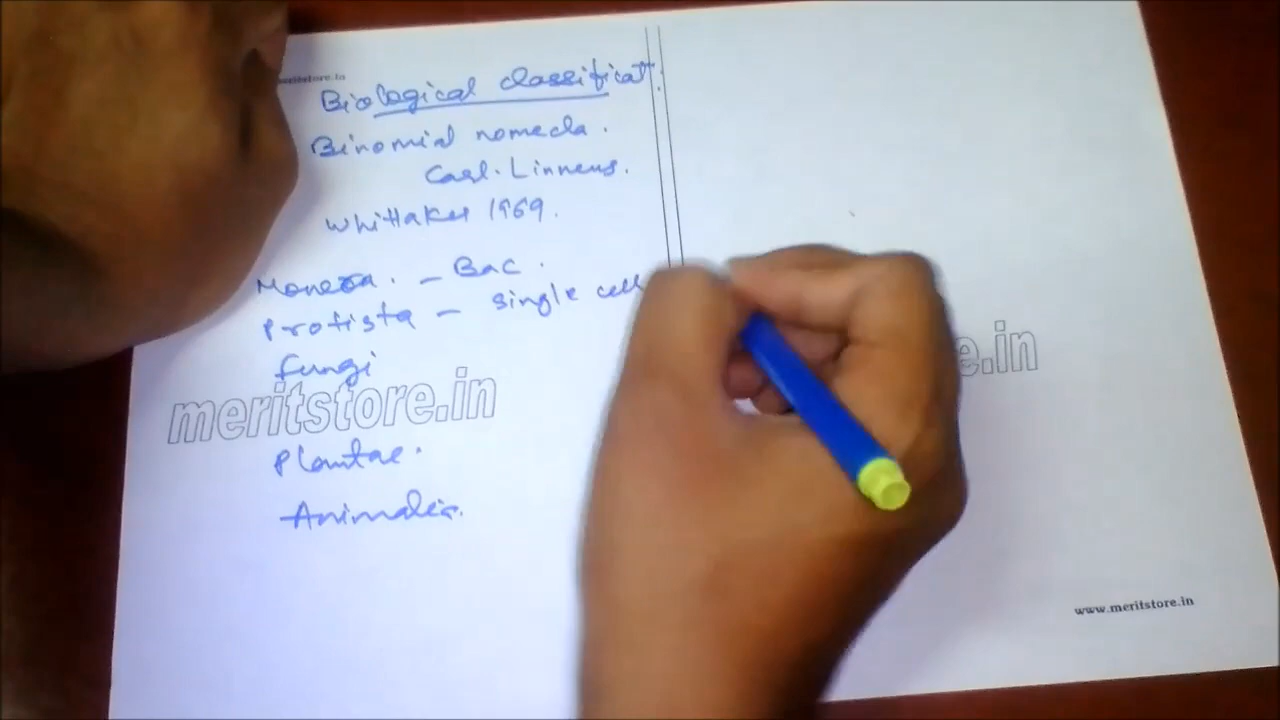 meritstore.in
Biological classificat.
Binomial nomecla.
Carl. Linneus.
Whittaker 1969.
Monera. - Bac.
Protista - single cell
Fungi
meritstore.in
e.in
Plantae.
Animalia.
www.meritstore.in